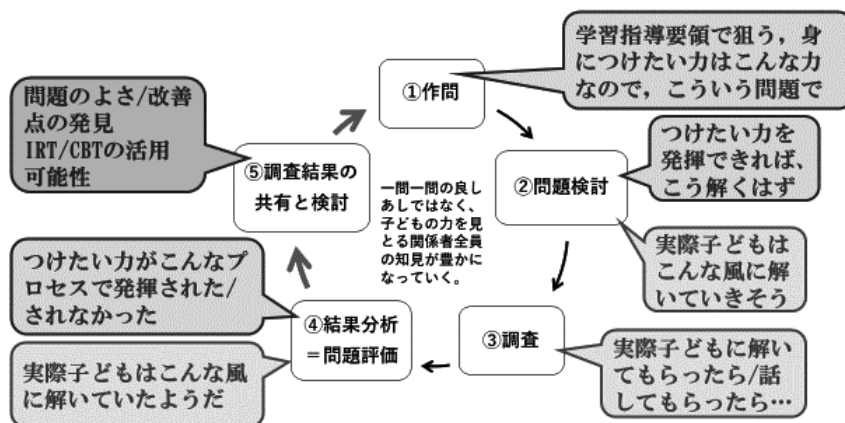 学習指導要領で狙う，身
につけたい力はこんな力
なので，こういう問題で
①作問
問題のよさ/改善
点の発見
IRT/CBTの活用
可能性
つけたい力を
発揮できれば、
こう解くはず
②問題検討
⑤調査結果の
共有と検討
一問一問の良し
あしではなく、
子どもの力を見
とる関係者全員
の知見が豊かに
なっていく。
実際子どもは
こんな風に解
いていきそう
つけたい力がこんなプ
ロセスで発揮された/
されなかった
④結果分析
＝問題評価
③調査
実際子どもに解い
てもらったら/話
してもらったら…
実際子どもはこんな風
に解いていたようだ